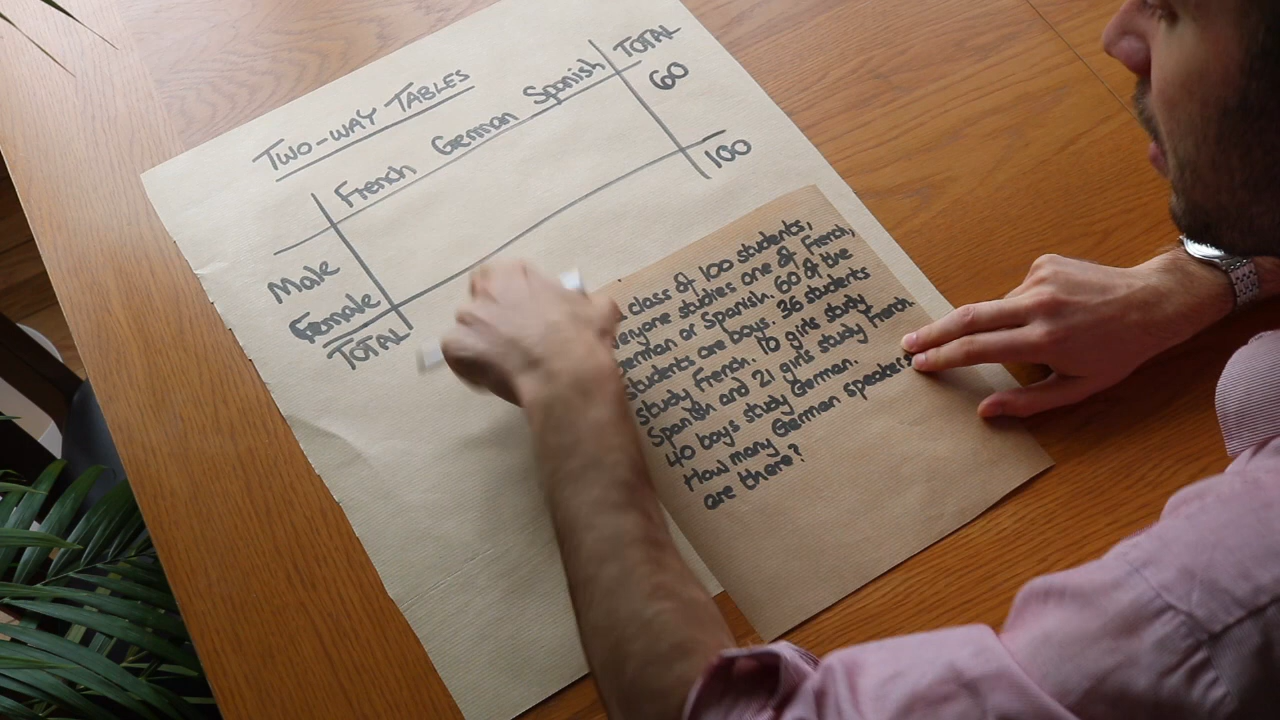 TWO-WAY TABLES
French German Spanish TOTAL
Male 60
Female
TOTAL 100
class of 100 students,
everyone studies one of French,
German or Spanish. 60 of the
students are boys. 36 students
study French. 10 girls study
Spanish and 21 girls study French.
40 boys study German.
How many German speakers
are there?